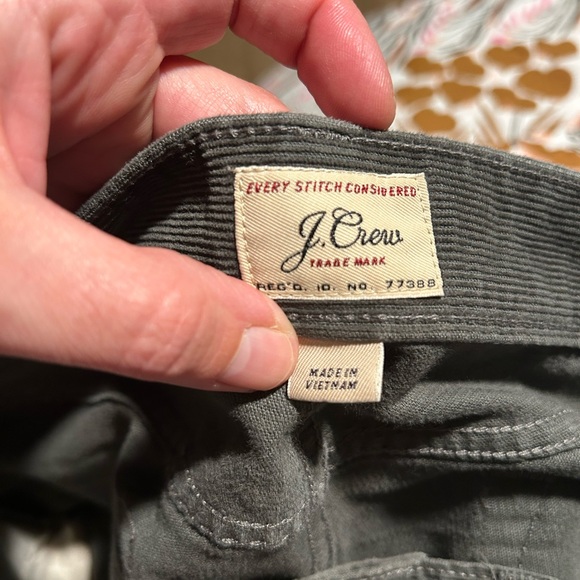 EVERY STITCH CONSIDERED
J.Crew
TRADE MARK
REG'D. ID. NO. 77388
MADE IN
VIETNAM